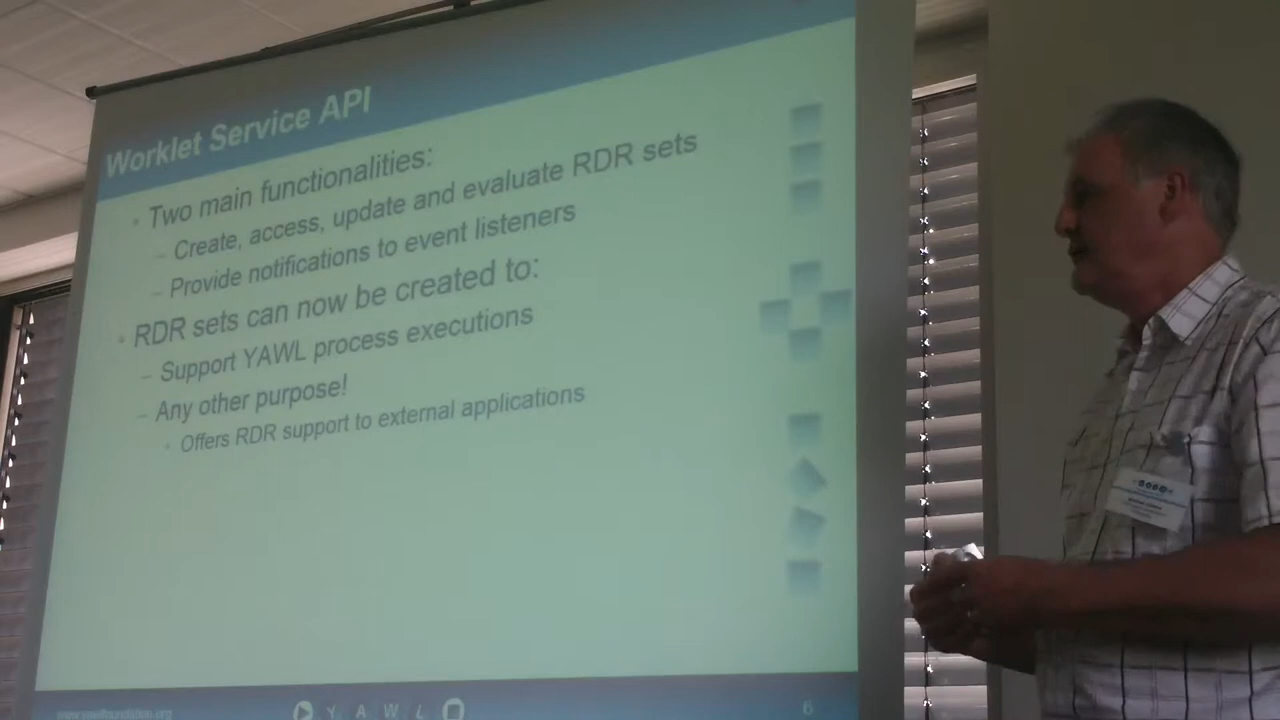 Worklet Service API
Two main functionalities:
– Create, access, update and evaluate RDR sets
– Provide notifications to event listeners
RDR sets can now be created to:
– Support YAWL process executions
– Any other purpose!
Offers RDR support to external applications
YAWL
6